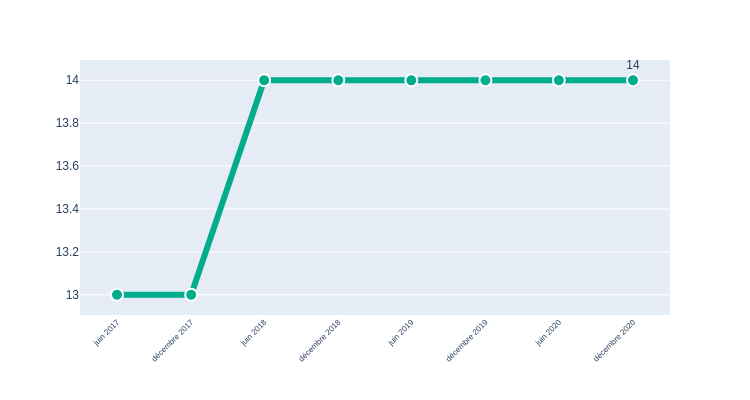 14
14
13.8
13.6
13.4
13.2
13
juin 2017
décembre 2017
juin 2018
décembre 2018
juin 2019
décembre 2019
juin 2020
décembre 2020